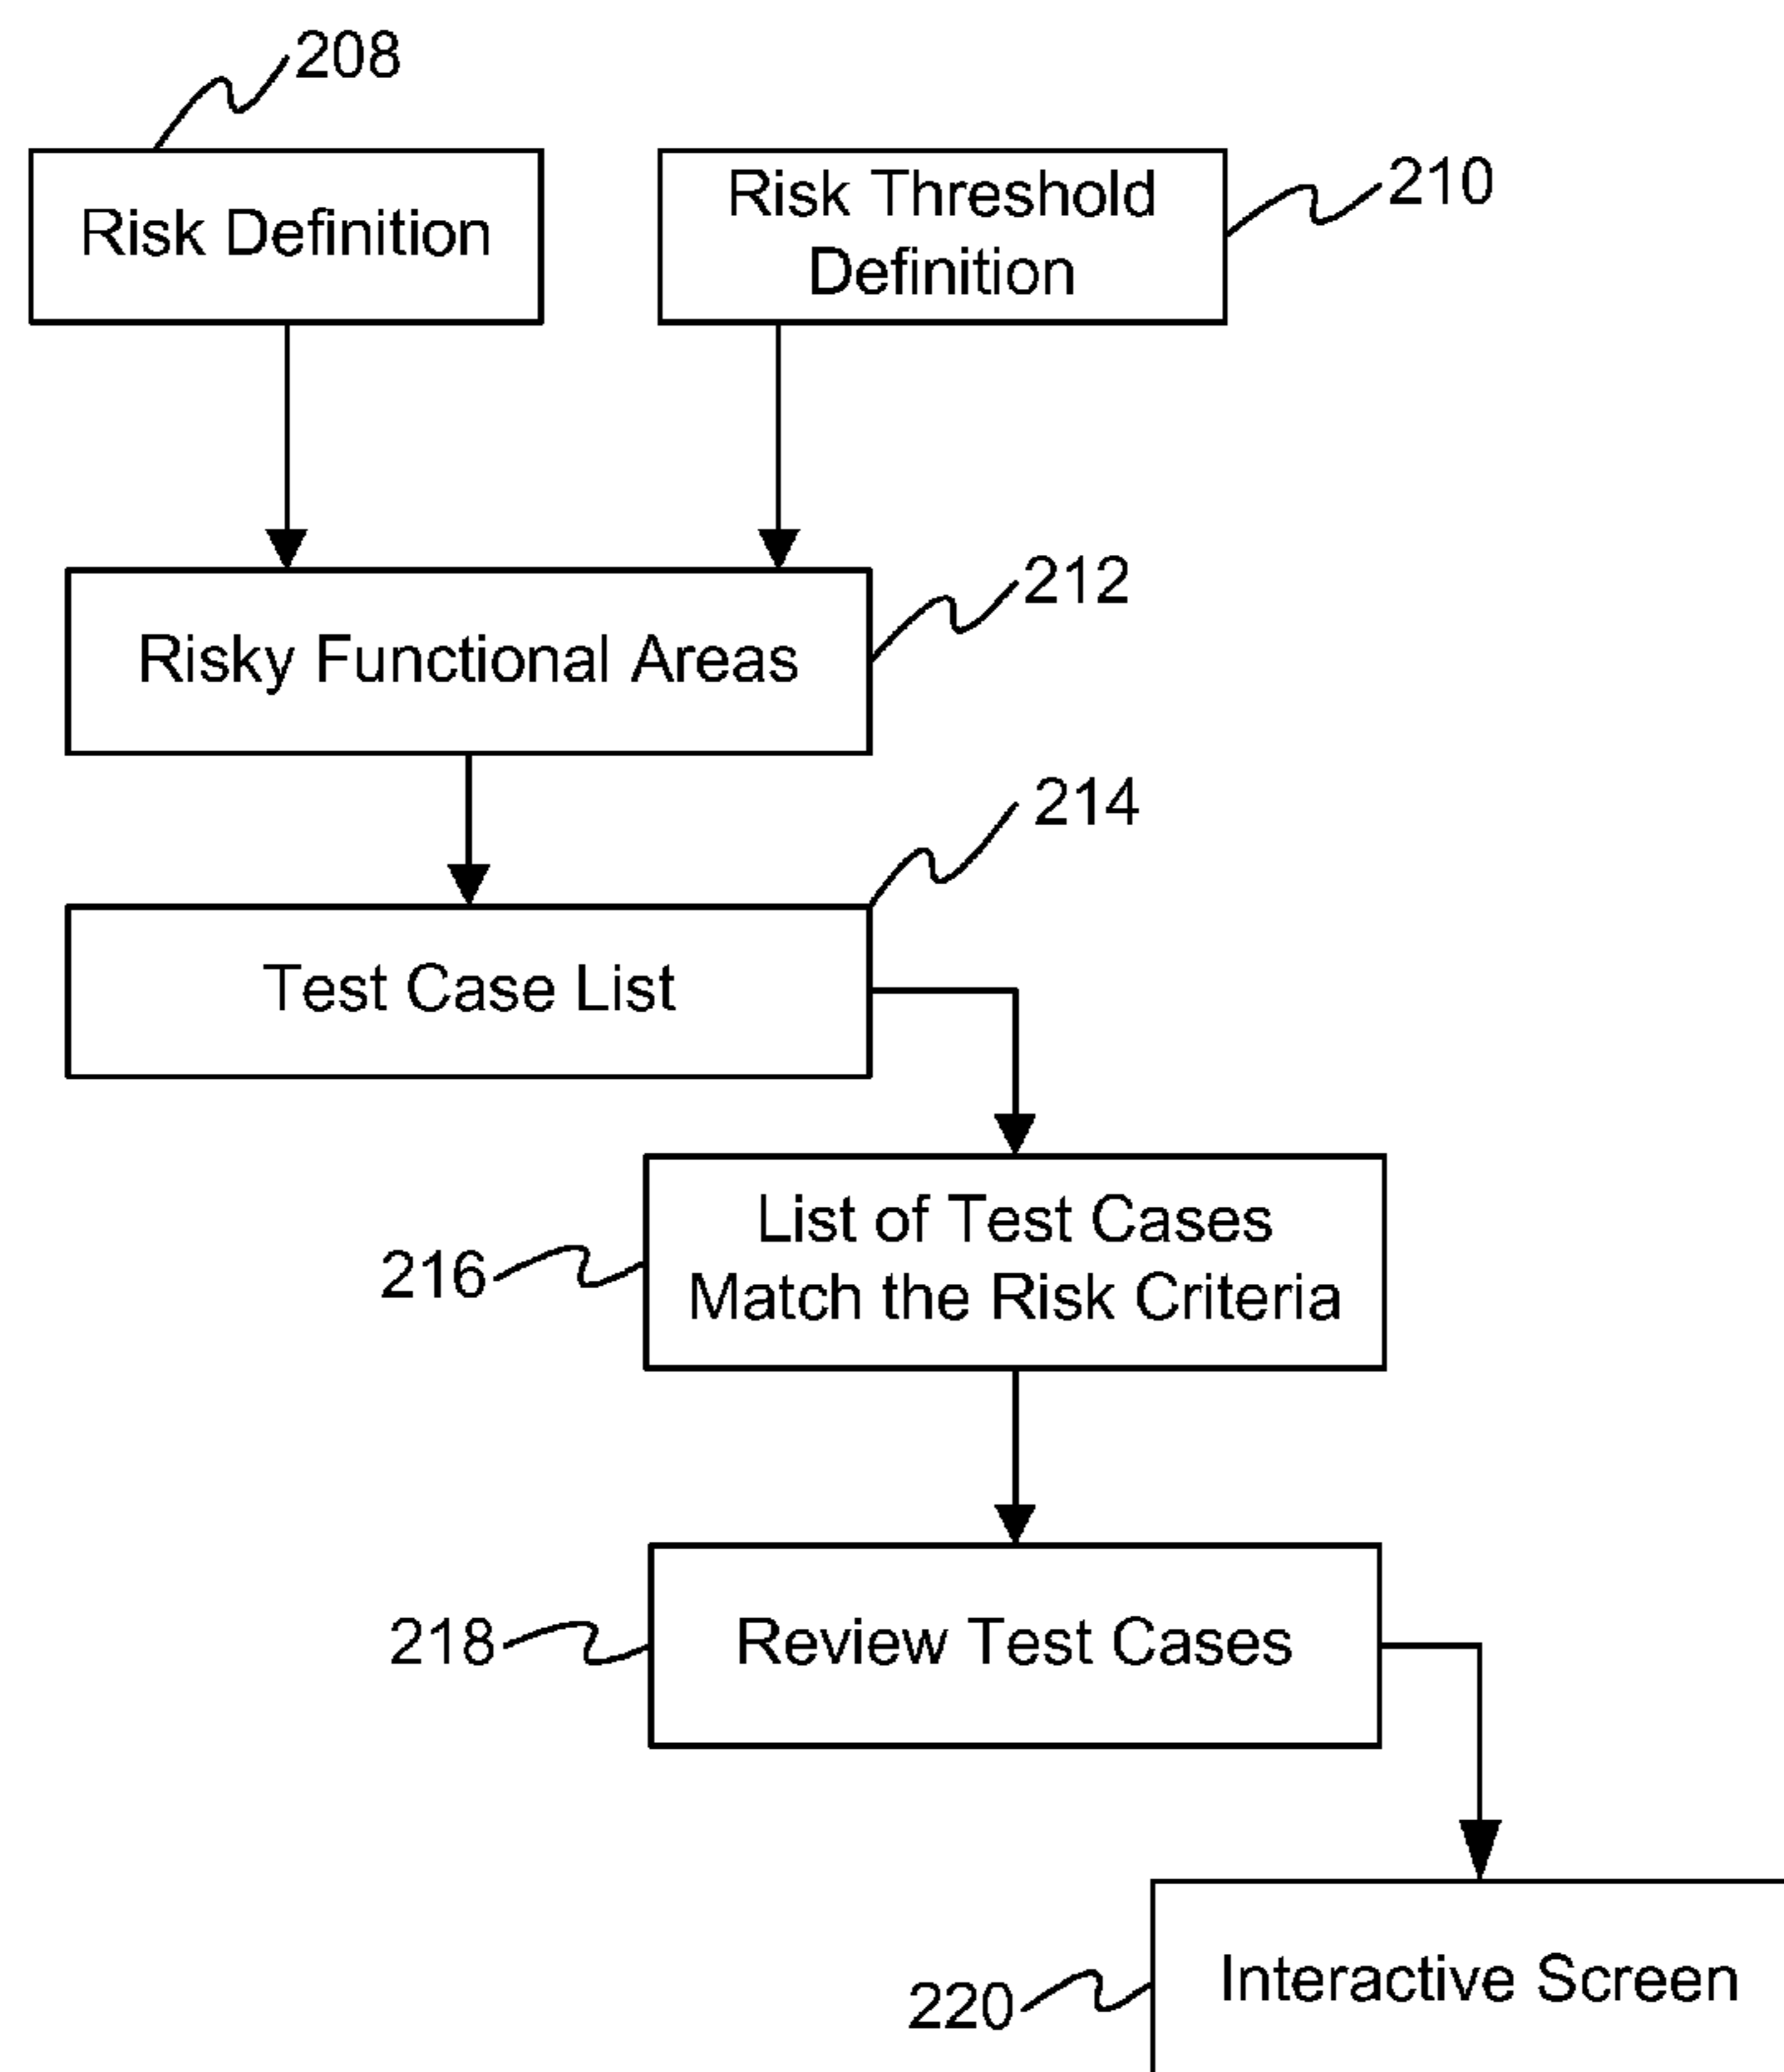 208
Risk Definition
Risk Threshold
Definition
210
Risky Functional Areas
212
214
Test Case List
List of Test Cases
Match the Risk Criteria
216
218
Review Test Cases
Interactive Screen
220